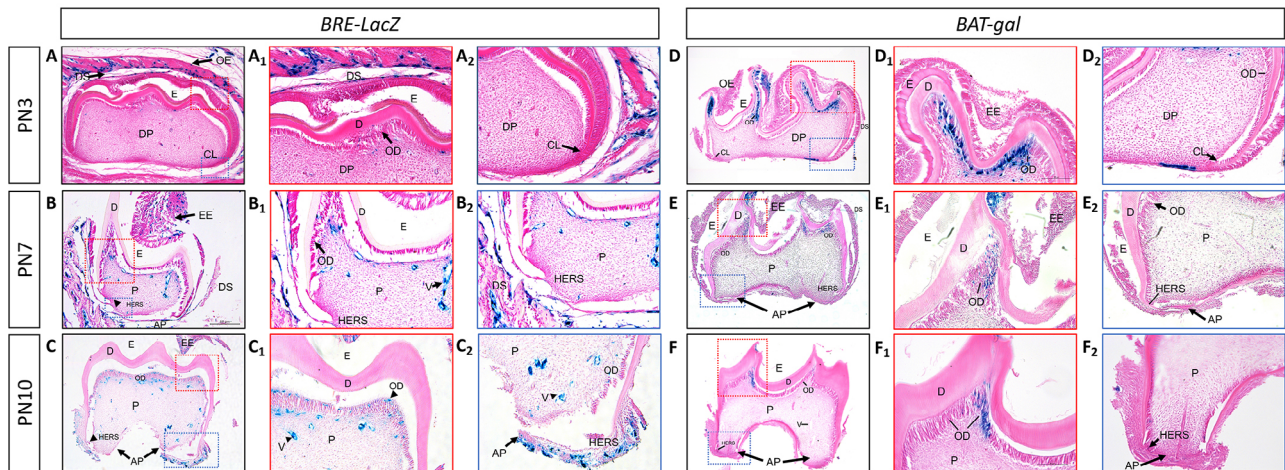 BRE-LacZ
BAT-gal
PN3
A
OE
DS
E
DP
CL
A1
DS
E
D
OD
DP
A2
DP
CL
D
OE
E
OD
D
DP
CL
DS
D1
E
D
EE
OD
D2
OD
DP
CL
PN7
B
D
EE
E
P
HERS
DS
AP
B1
D
E
OD
P
V
HERS
B2
P
HERS
DS
E
E
D
EE
DS
OD
OD
P
HERS
AP
E1
E
D
EE
OD
E2
OD
D
E
P
HERS
AP
PN10
C
E
EE
D
OD
P
HERS
AP
C1
E
D
OD
V
P
C2
P
OD
V
HERS
AP
F
E
D
OD
P
V
HERS
AP
F1
D
OD
P
F2
P
HERS
AP